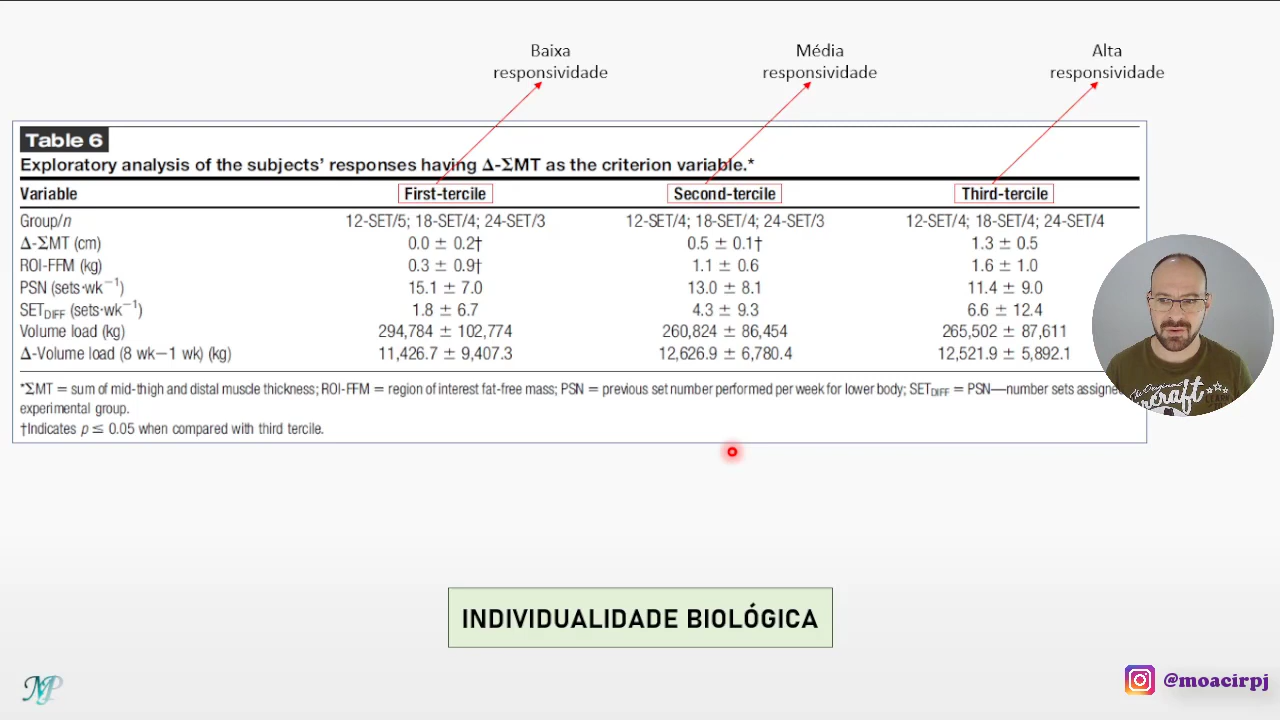 Baixa
responsividade
Média
responsividade
Alta
responsividade
Table 6
Exploratory analysis of the subjects' responses having Δ-ΣMT as the criterion variable.*
Variable First-tercile Second-tercile Third-tercile
Group/n 12-SET/5; 18-SET/4; 24-SET/3 12-SET/4; 18-SET/4; 24-SET/3 12-SET/4; 18-SET/4; 24-SET/4
Δ-ΣMT (cm) 0.0 ± 0.2† 0.5 ± 0.1† 1.3 ± 0.5
ROI-FFM (kg) 0.3 ± 0.9† 1.1 ± 0.6 1.6 ± 1.0
PSN (sets·wk⁻¹) 15.1 ± 7.0 13.0 ± 8.1 11.4 ± 9.0
SET_DIFF (sets·wk⁻¹) 1.8 ± 6.7 4.3 ± 9.3 6.6 ± 12.4
Volume load (kg) 294,784 ± 102,774 260,824 ± 86,454 265,502 ± 87,611
Δ-Volume load (8 wk–1 wk) (kg) 11,426.7 ± 9,407.3 12,626.9 ± 6,780.4 12,521.9 ± 5,892.1
*ΣMT = sum of mid-thigh and distal muscle thickness; ROI-FFM = region of interest fat-free mass; PSN = previous set number performed per week for lower body; SET_DIFF = PSN—number sets assigne
experimental group.
†Indicates p ≤ 0.05 when compared with third tercile.
INDIVIDUALIDADE BIOLÓGICA
MP
@moacirpj